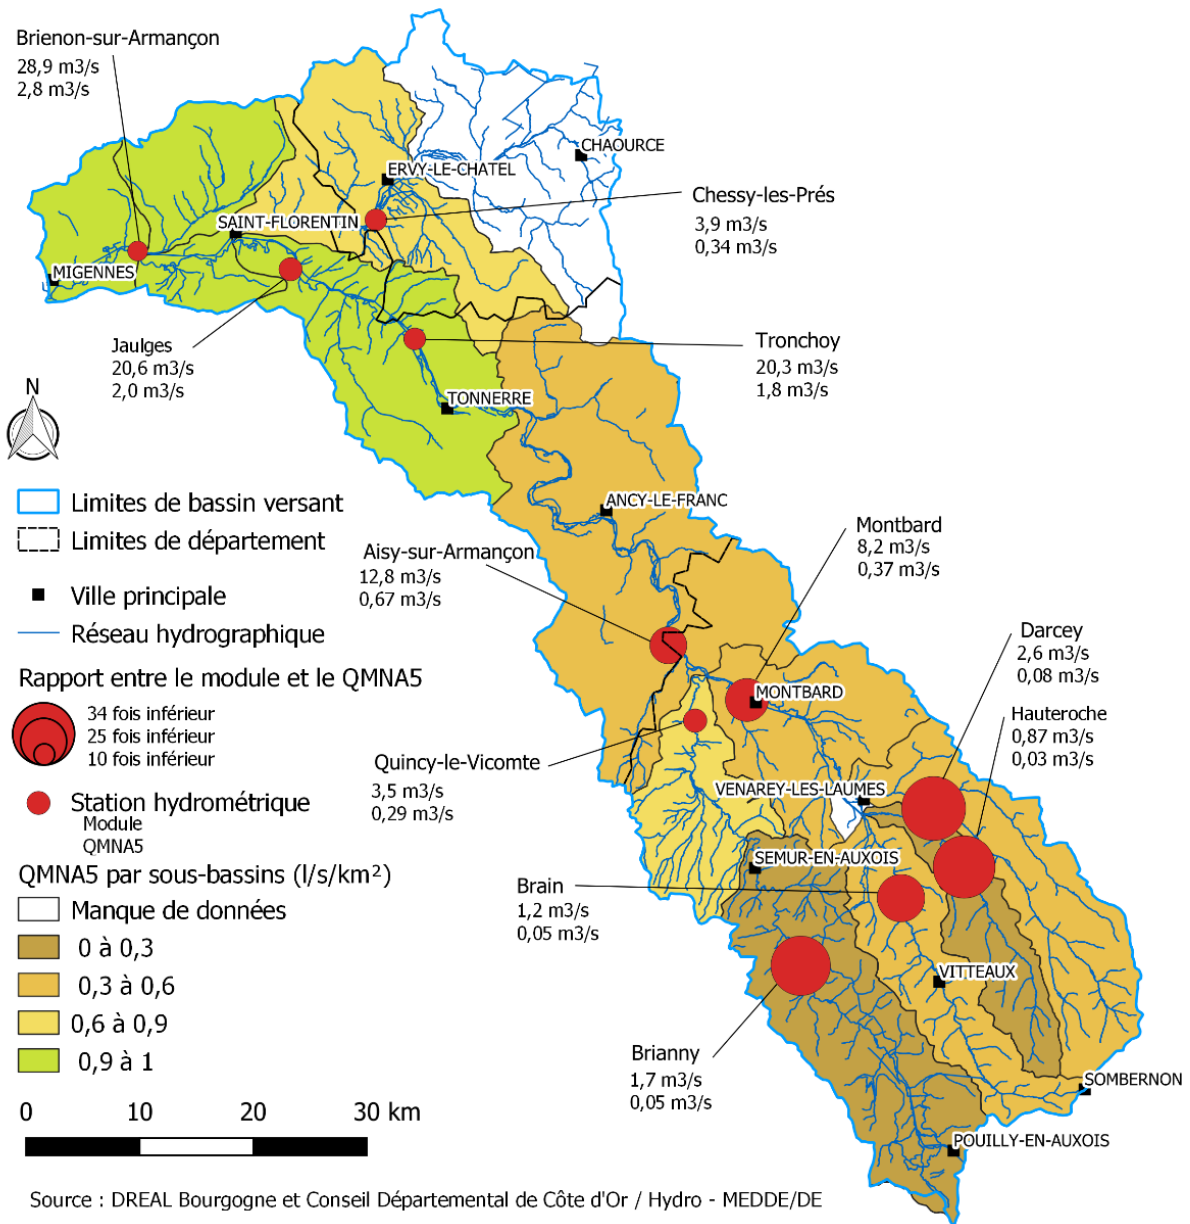 Brienon-sur-Armançon
28,9 m3/s
2,8 m3/s
CHAOURCE
ERVY-LE-CHATEL
Chessy-les-Prés
3,9 m3/s
0,34 m3/s
SAINT-FLORENTIN
MIGENNES
Jaulges
20,6 m3/s
2,0 m3/s
Tronchoy
20,3 m3/s
1,8 m3/s
N
TONNERRE
Limites de bassin versant
Limites de département
Ville principale
Réseau hydrographique
ANCY-LE-FRANC
Aisy-sur-Armançon
12,8 m3/s
0,67 m3/s
Montbard
8,2 m3/s
0,37 m3/s
Darcey
2,6 m3/s
0,08 m3/s
Hauteroche
0,87 m3/s
0,03 m3/s
MONTBARD
Rapport entre le module et le QMNA5
34 fois inférieur
25 fois inférieur
10 fois inférieur
Quincy-le-Vicomte
3,5 m3/s
0,29 m3/s
VENAREY-LES-LAUMES
Station hydrométrique
Module
QMNA5
SEMUR-EN-AUXOIS
QMNA5 par sous-bassins (l/s/km²)
Manque de données
0 à 0,3
0,3 à 0,6
0,6 à 0,9
0,9 à 1
Brain
1,2 m3/s
0,05 m3/s
VITTEAUX
Brianny
1,7 m3/s
0,05 m3/s
SOMBERNON
POUILLY-EN-AUXOIS
0 10 20 30 km
Source : DREAL Bourgogne et Conseil Départemental de Côte d'Or / Hydro - MEDDE/DE